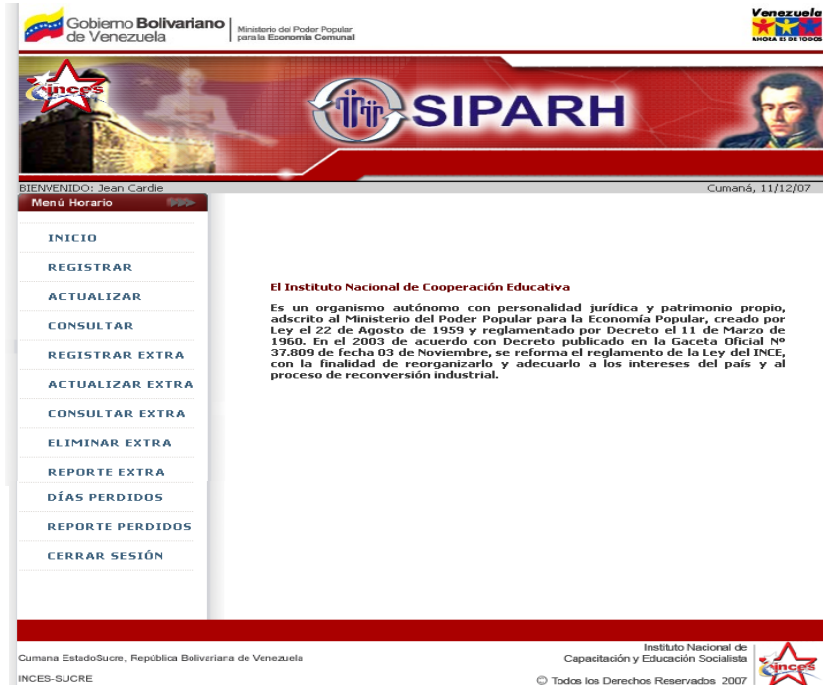 Gobierno Bolivariano
de Venezuela
Ministerio del Poder Popular
para la Economía Comunal
Venezuela
AHORA ES DE TODOS
inces
SIPARH
BIENVENIDO: Jean Cardie
Cumaná, 11/12/07
Menú Horario
INICIO
REGISTRAR
ACTUALIZAR
CONSULTAR
REGISTRAR EXTRA
ACTUALIZAR EXTRA
CONSULTAR EXTRA
ELIMINAR EXTRA
REPORTE EXTRA
DÍAS PERDIDOS
REPORTE PERDIDOS
CERRAR SESIÓN
El Instituto Nacional de Cooperación Educativa
Es un organismo autónomo con personalidad jurídica y patrimonio propio,
adscrito al Ministerio del Poder Popular para la Economía Popular, creado por
Ley el 22 de Agosto de 1959 y reglamentado por Decreto el 11 de Marzo de
1960. En el 2003 de acuerdo con Decreto publicado en la Gaceta Oficial Nº
37.809 de fecha 03 de Noviembre, se reforma el reglamento de la Ley del INCE,
con la finalidad de reorganizarlo y adecuarlo a los intereses del país y al
proceso de reconversión industrial.
Cumana EstadoSucre, República Bolivariana de Venezuela
INCES-SUCRE
Instituto Nacional de
Capacitación y Educación Socialista
© Todos los Derechos Reservados 2007
inces